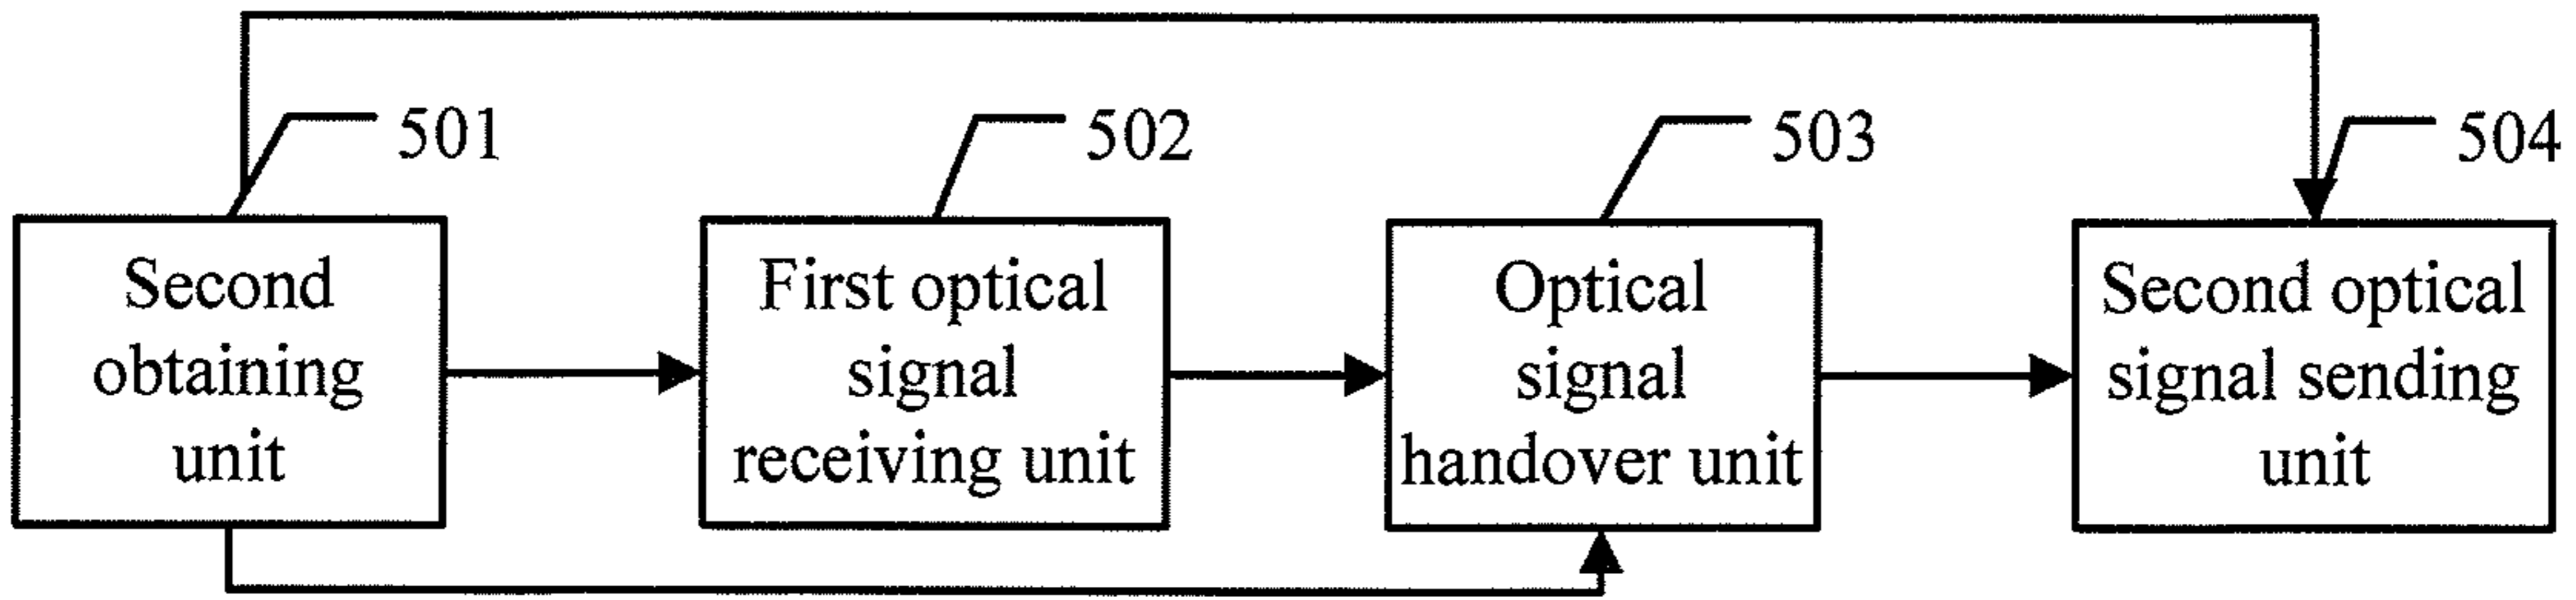 501
502
503
504
Second
obtaining
unit
First optical
signal
receiving unit
Optical
signal
handover unit
Second optical
signal sending
unit